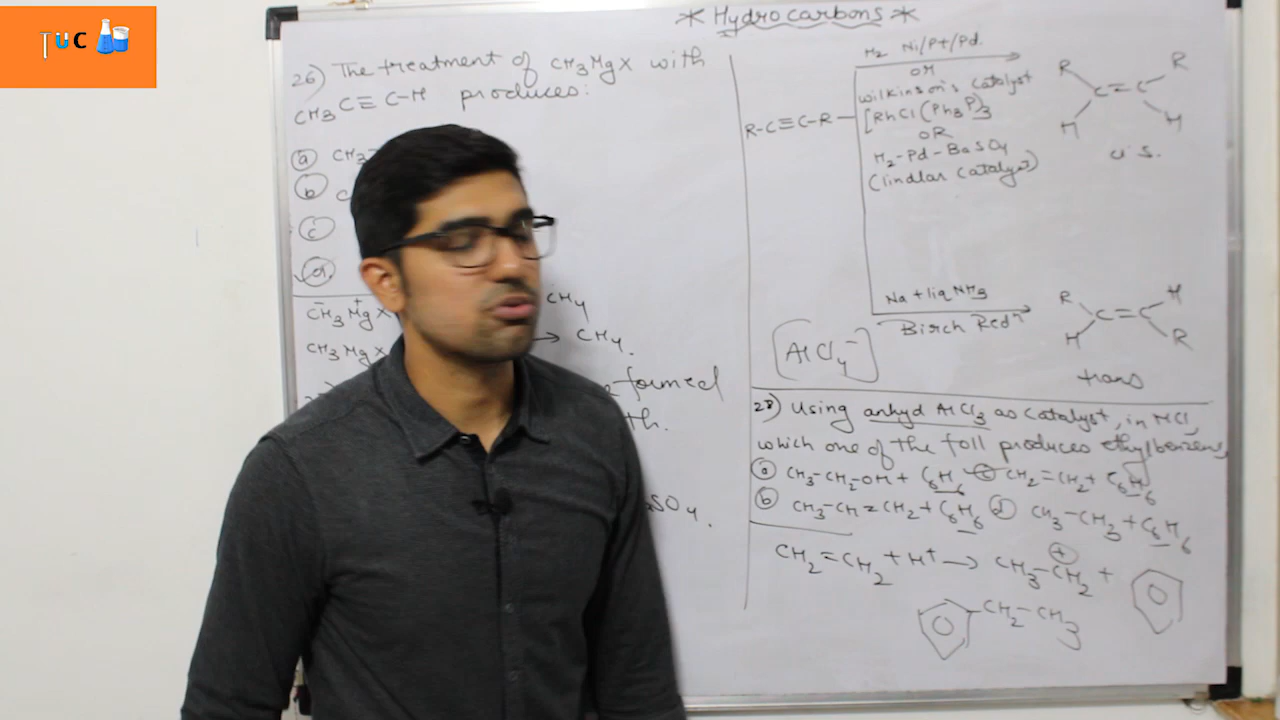 TUC
* Hydrocarbons *
26) The treatment of CH3MgX with
CH3C≡C-H produces:
(a) CH3-
(b) C
(c)
(d)
CH3MgX
CH4
CH3MgX
→ CH4.
formed
th.
SO4.
R-C≡C-R
H2 Ni/Pt/Pd.
OR
Wilkinson's Catalyst
[RhCl(Ph3P)3
OR
H2-Pd-BaSO4
(lindlar Catalyst)
R R
C=C
H H
cis.
Na + liq NH3
Birch Redn
R H
C=C
H R
trans
[AlCl4-]
28) Using anhyd AlCl3 as Catalyst, in HCl,
which one of the foll produces ethylbenzene
(a) CH3-CH2-OH + C6H6 (c) CH2=CH2 + C6H6
(b) CH3-CH=CH2 + C6H6 (d) CH3-CH3 + C6H6
CH2=CH2 + H+ → CH3-CH2 +
+
CH2-CH3